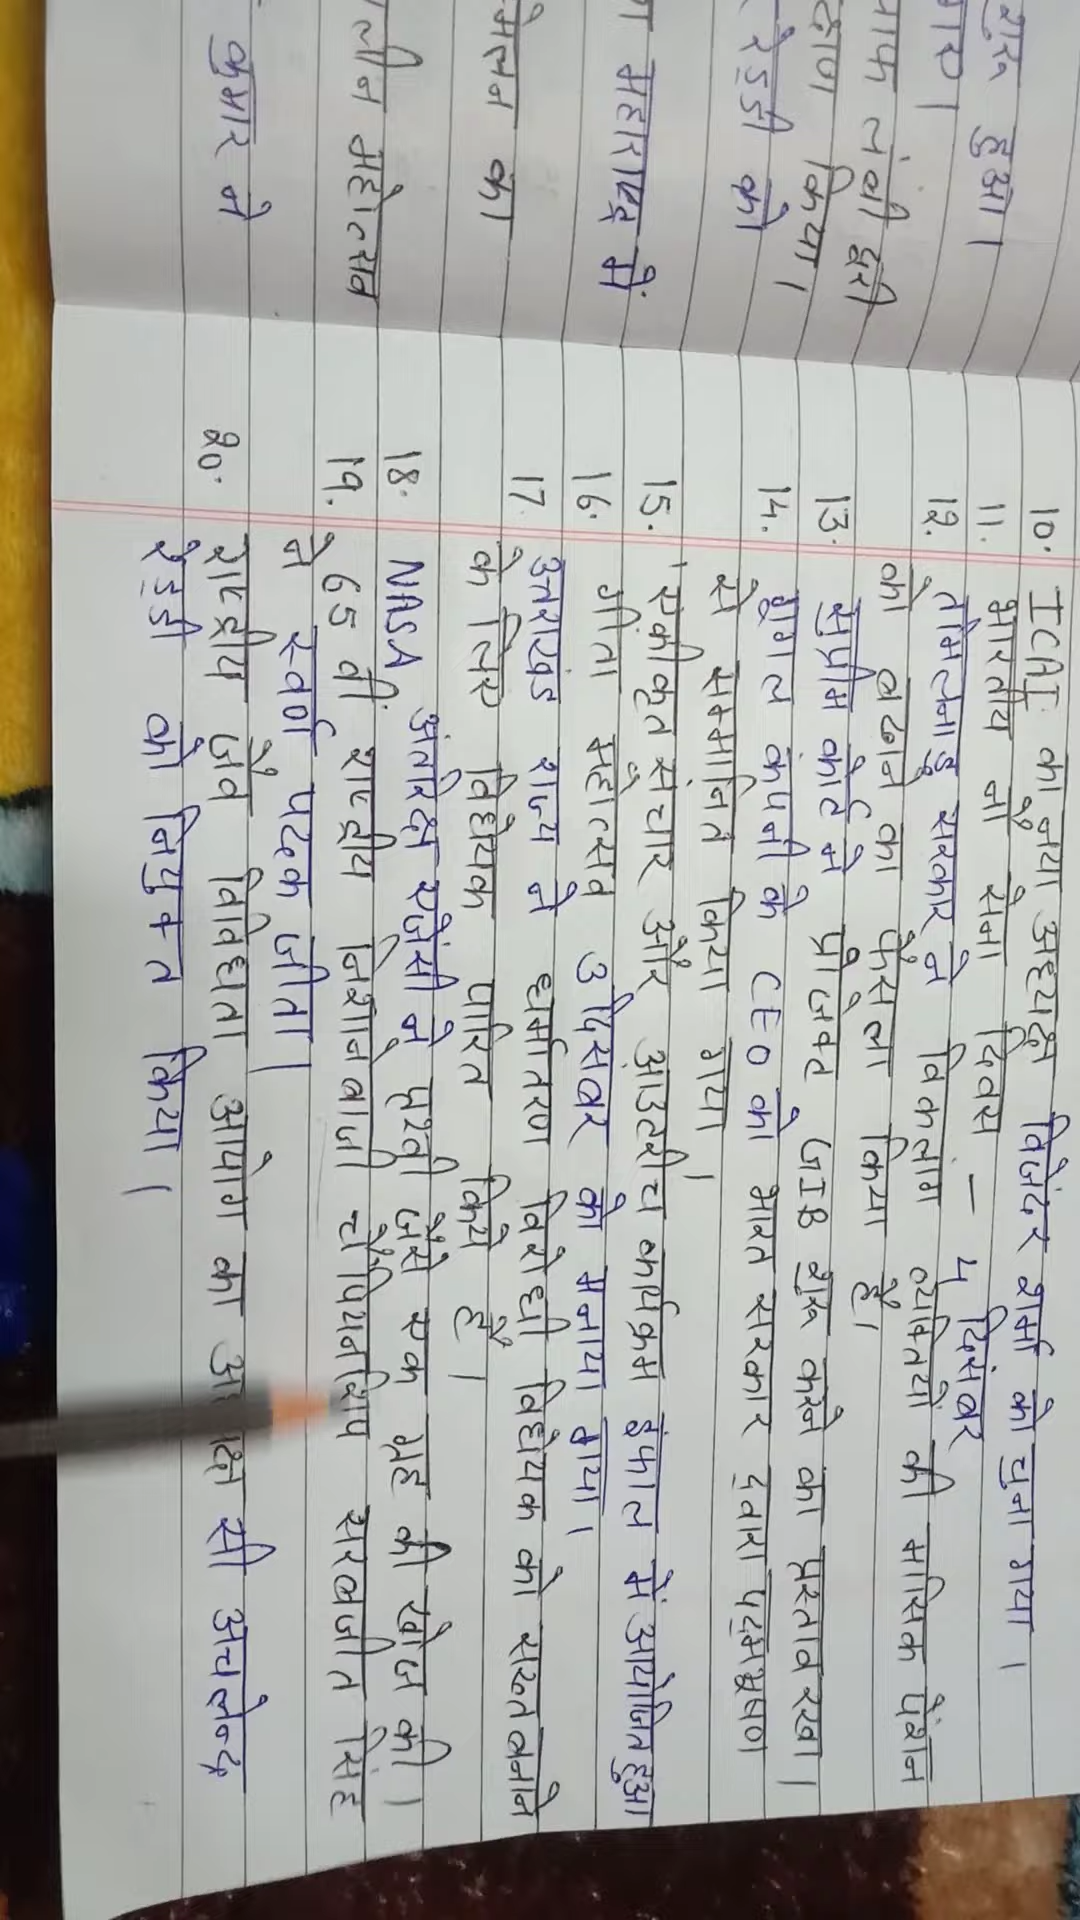 शुरू हुआ।
लंबी दूरी
किया।
रेड्डी को
महाराष्ट्र में
का
महोत्सव
कुमार ने
10. ICAI का नया अध्यक्ष विजेंदर शर्मा को चुना गया।
11. भारतीय नौ सेना दिवस - 4 दिसंबर
12. तमिलनाडु सरकार ने विकलांग व्यक्तियों की मासिक पेंशन
को बढाने का फैसला किया है।
13. सुप्रीम कोर्ट ने प्रोजेक्ट GIB शुरू करने का प्रस्ताव रखा।
14. गूगल कंपनी के CEO को भारत सरकार द्वारा पद्मभूषण
से सम्मानित किया गया।
15. 'एकीकृत संचार और आउटरीच कार्यक्रम इंफाल में आयोजित हुआ
16. गीता महोत्सव 3 दिसंबर को मनाया गया।
17. उत्तराखंड राज्य ने धर्मांतरण विरोधी विधेयक को सख्त बनाने
के लिए विधेयक पारित किये है।
18. NASA अंतरिक्ष एजेंसी ने पृथ्वी जैसे एक ग्रह की खोज की।
19. 65 वीं राष्ट्रीय निशानेबाजी चैंपियनशिप सरबजीत सिंह
ने स्वर्ण पदक जीता।
20. राष्ट्रीय जैव विविधता आयोग का सी अचलेन्द्र
रेड्डी को नियुक्त किया।